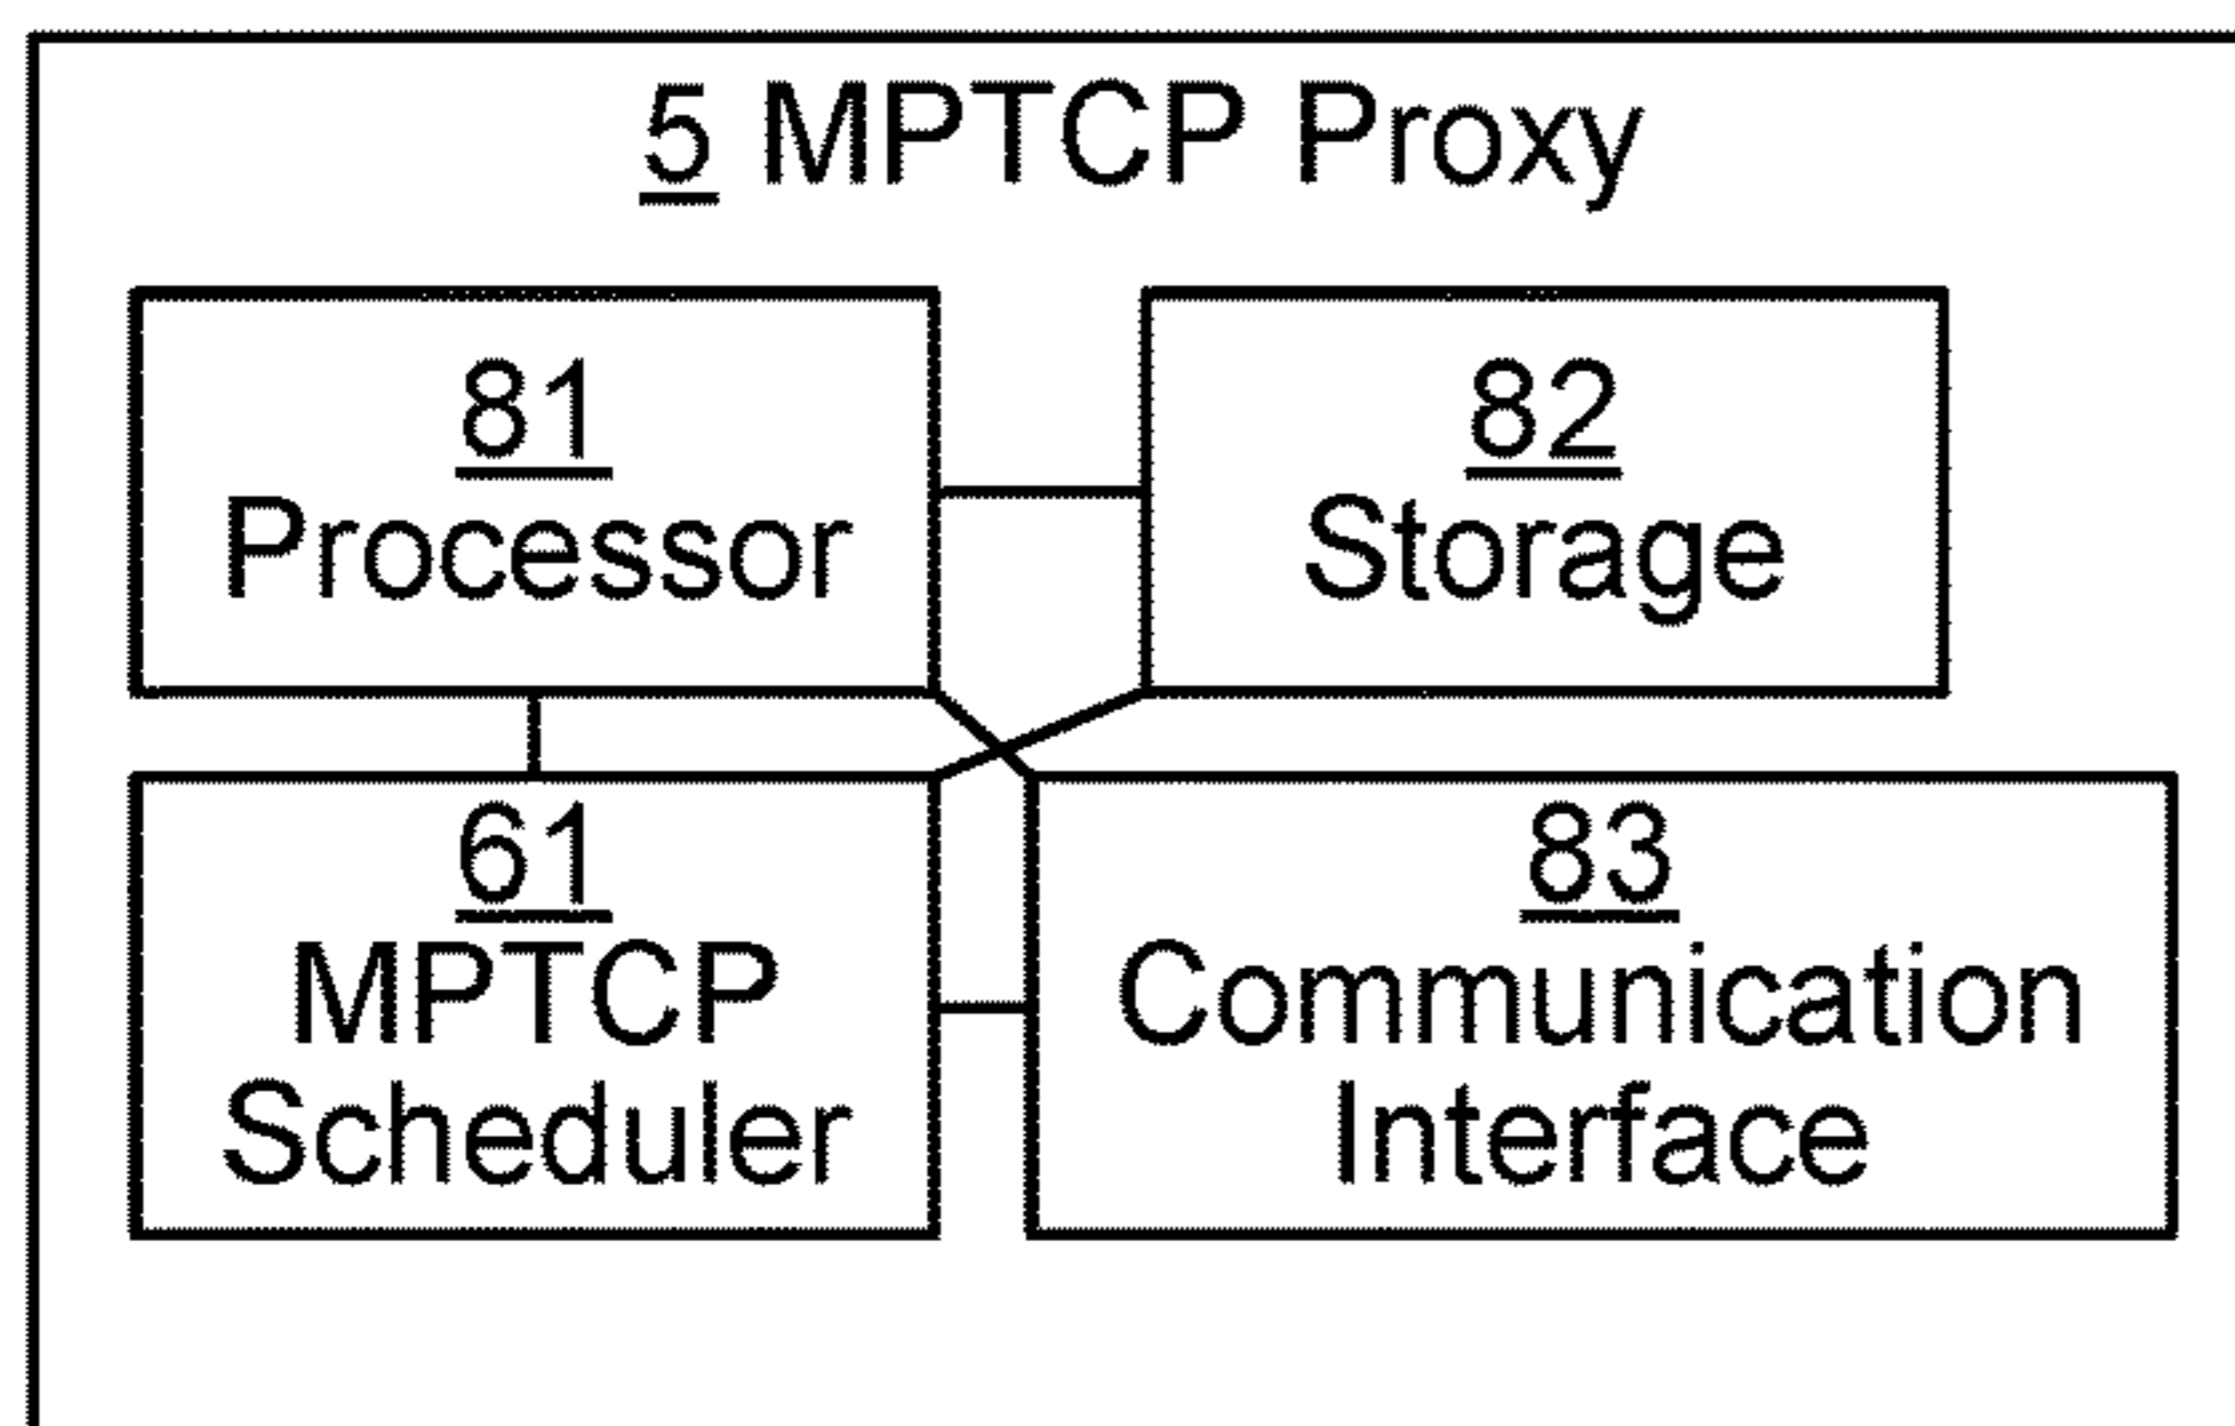 5 MPTCP Proxy
81
Processor
82
Storage
61
MPTCP
Scheduler
83
Communication
Interface